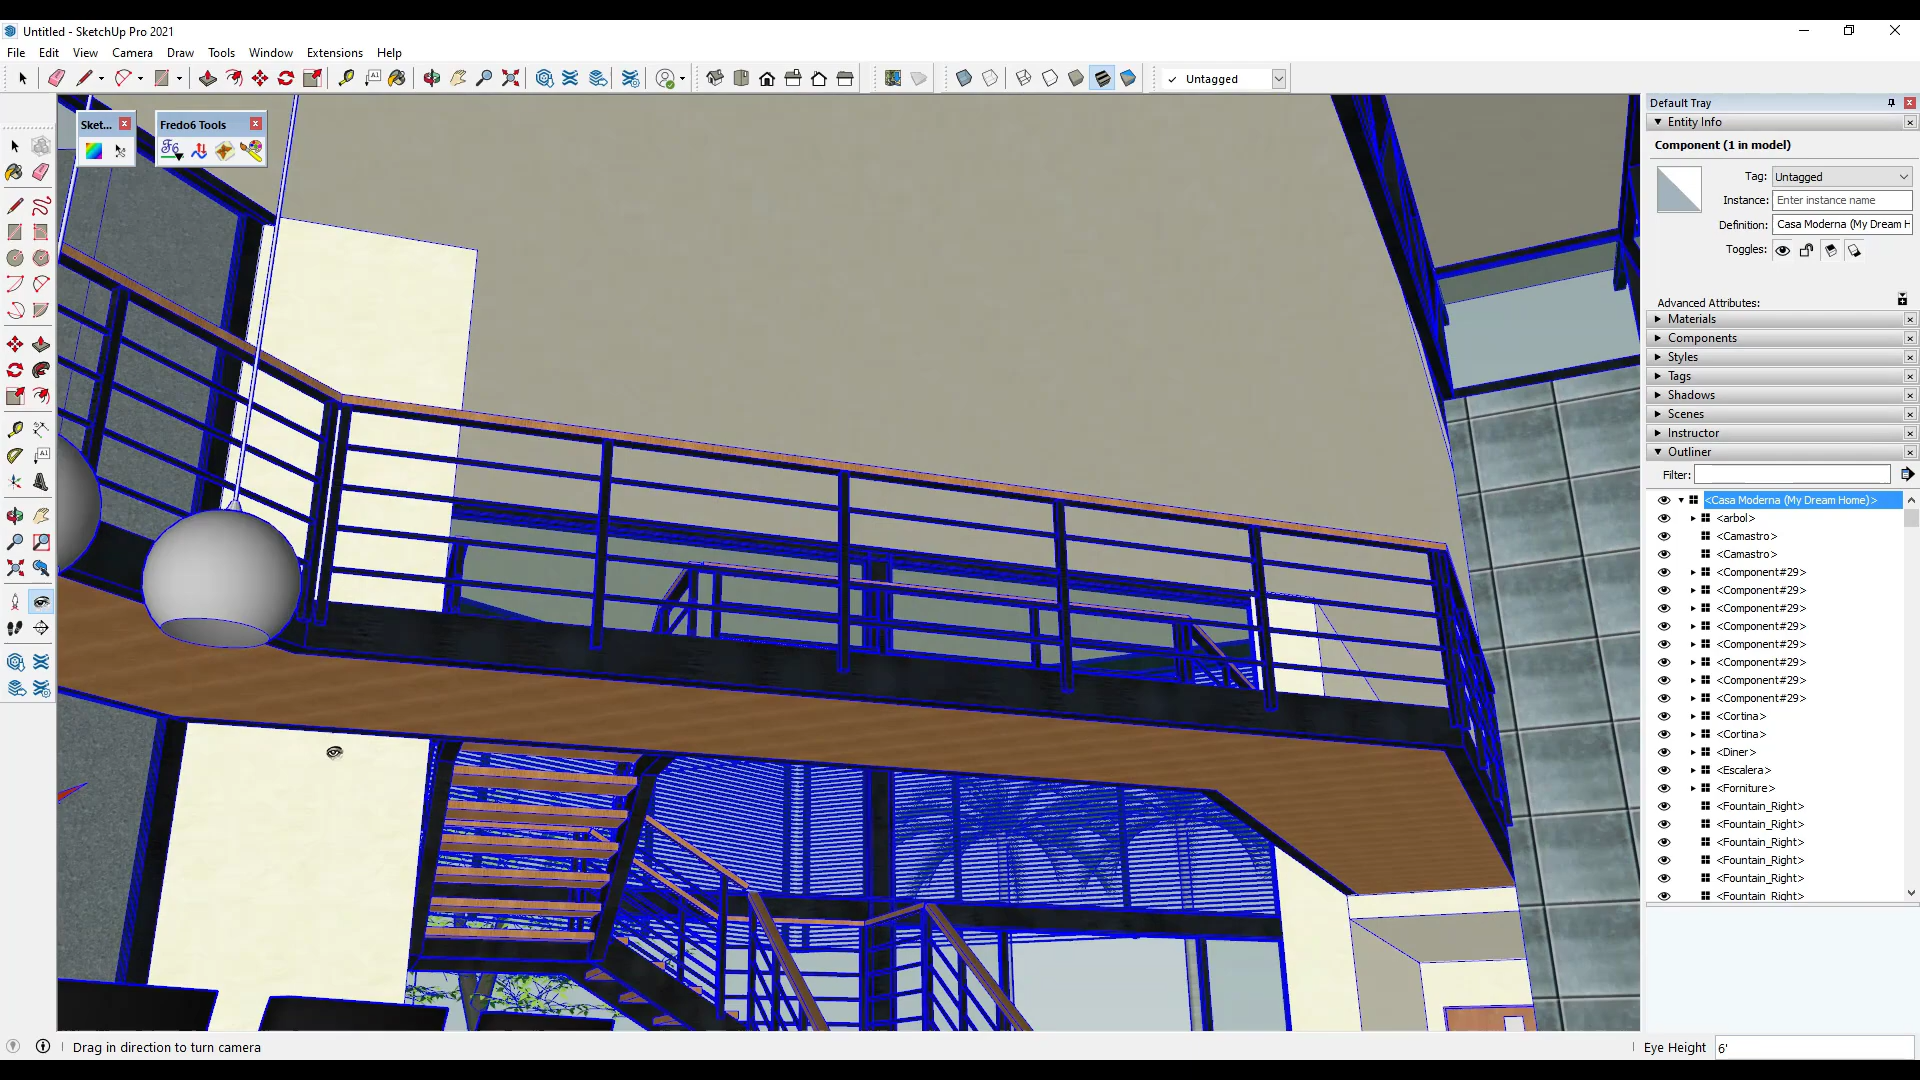 Untitled - SketchUp Pro 2021
File Edit View Camera Draw Tools Window Extensions Help
A1
Untagged
Sket...
Fredo6 Tools
F6
A1
Default Tray
Entity Info
Component (1 in model)
Tag: Untagged
Instance: Enter instance name
Definition: Casa Moderna (My Dream H
Toggles:
Advanced Attributes:
Materials
Components
Styles
Tags
Shadows
Scenes
Instructor
Outliner
Filter:
<Casa Moderna (My Dream Home)>
<arbol>
<Camastro>
<Camastro>
<Component#29>
<Component#29>
<Component#29>
<Component#29>
<Component#29>
<Component#29>
<Component#29>
<Component#29>
<Cortina>
<Cortina>
<Diner>
<Escalera>
<Forniture>
<Fountain_Right>
<Fountain_Right>
<Fountain_Right>
<Fountain_Right>
<Fountain_Right>
<Fountain_Right>
Drag in direction to turn camera
Eye Height 6'